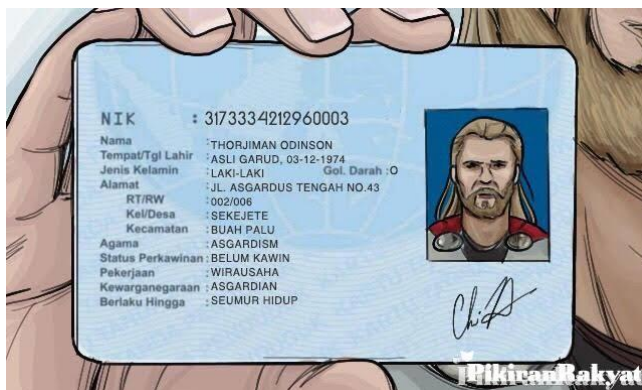 NIK : 3173334212960003
Nama : THORJIMAN ODINSON
Tempat/Tgl Lahir : ASLI GARUD, 03-12-1974
Jenis Kelamin : LAKI-LAKI Gol. Darah : O
Alamat : JL. ASGARDUS TENGAH NO.43
RT/RW : 002/006
Kel/Desa : SEKEJETE
Kecamatan : BUAH PALU
Agama : ASGARDISM
Status Perkawinan : BELUM KAWIN
Pekerjaan : WIRAUSAHA
Kewarganegaraan : ASGARDIAN
Berlaku Hingga : SEUMUR HIDUP
PikiranRakyat